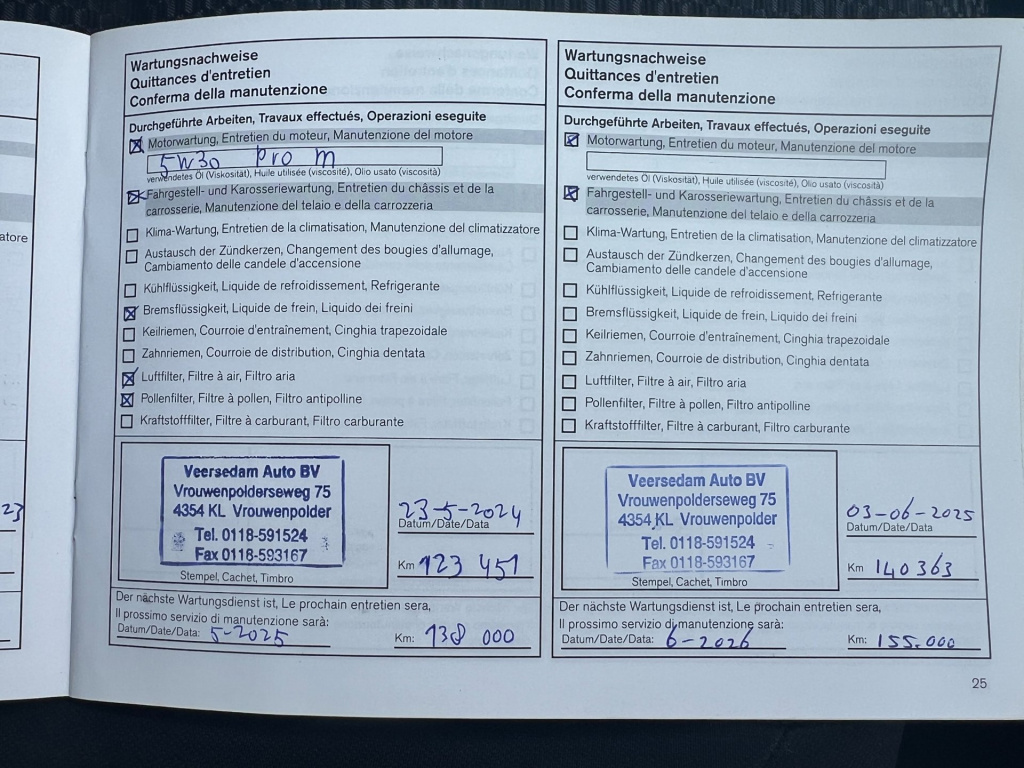 atore
23
Wartungsnachweise
Quittances d'entretien
Conferma della manutenzione
Durchgeführte Arbeiten, Travaux effectués, Operazioni eseguite
Motorwartung, Entretien du moteur, Manutenzione del motore
5W30 Pro M
verwendetes Öl (Viskosität), Huile utilisée (viscosité), Olio usato (viscosità)
Fahrgestell- und Karosseriewartung, Entretien du châssis et de la
carrosserie, Manutenzione del telaio e della carrozzeria
Klima-Wartung, Entretien de la climatisation, Manutenzione del climatizzatore
Austausch der Zündkerzen, Changement des bougies d'allumage,
Cambiamento delle candele d'accensione
Kühlflüssigkeit, Liquide de refroidissement, Refrigerante
Bremsflüssigkeit, Liquide de frein, Liquido dei freini
Keilriemen, Courroie d'entraînement, Cinghia trapezoidale
Zahnriemen, Courroie de distribution, Cinghia dentata
Luftfilter, Filtre à air, Filtro aria
Pollenfilter, Filtre à pollen, Filtro antipolline
Kraftstofffilter, Filtre à carburant, Filtro carburante
Veersedam Auto BV
Vrouwenpolderseweg 75
4354 KL Vrouwenpolder
Tel. 0118-591524
Fax 0118-593167
Stempel, Cachet, Timbro
23-5-2024
Datum/Date/Data
Km 123 451
Der nächste Wartungsdienst ist, Le prochain entretien sera,
Il prossimo servizio di manutenzione sarà:
Datum/Date/Data: 5-2025 Km: 138 000
Wartungsnachweise
Quittances d'entretien
Conferma della manutenzione
Durchgeführte Arbeiten, Travaux effectués, Operazioni eseguite
Motorwartung, Entretien du moteur, Manutenzione del motore
verwendetes Öl (Viskosität), Huile utilisée (viscosité), Olio usato (viscosità)
Fahrgestell- und Karosseriewartung, Entretien du châssis et de la
carrosserie, Manutenzione del telaio e della carrozzeria
Klima-Wartung, Entretien de la climatisation, Manutenzione del climatizzatore
Austausch der Zündkerzen, Changement des bougies d'allumage,
Cambiamento delle candele d'accensione
Kühlflüssigkeit, Liquide de refroidissement, Refrigerante
Bremsflüssigkeit, Liquide de frein, Liquido dei freini
Keilriemen, Courroie d'entraînement, Cinghia trapezoidale
Zahnriemen, Courroie de distribution, Cinghia dentata
Luftfilter, Filtre à air, Filtro aria
Pollenfilter, Filtre à pollen, Filtro antipolline
Kraftstofffilter, Filtre à carburant, Filtro carburante
Veersedam Auto BV
Vrouwenpolderseweg 75
4354 KL Vrouwenpolder
Tel. 0118-591524
Fax 0118-593167
Stempel, Cachet, Timbro
03-06-2025
Datum/Date/Data
Km 140363
Der nächste Wartungsdienst ist, Le prochain entretien sera,
Il prossimo servizio di manutenzione sarà:
Datum/Date/Data: 6-2026 Km: 155.000
25